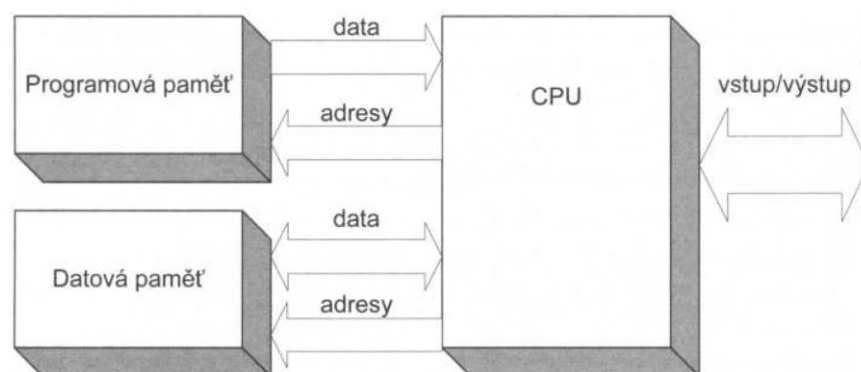 data
Programová paměť
CPU
vstup/výstup
adresy
data
Datová paměť
adresy